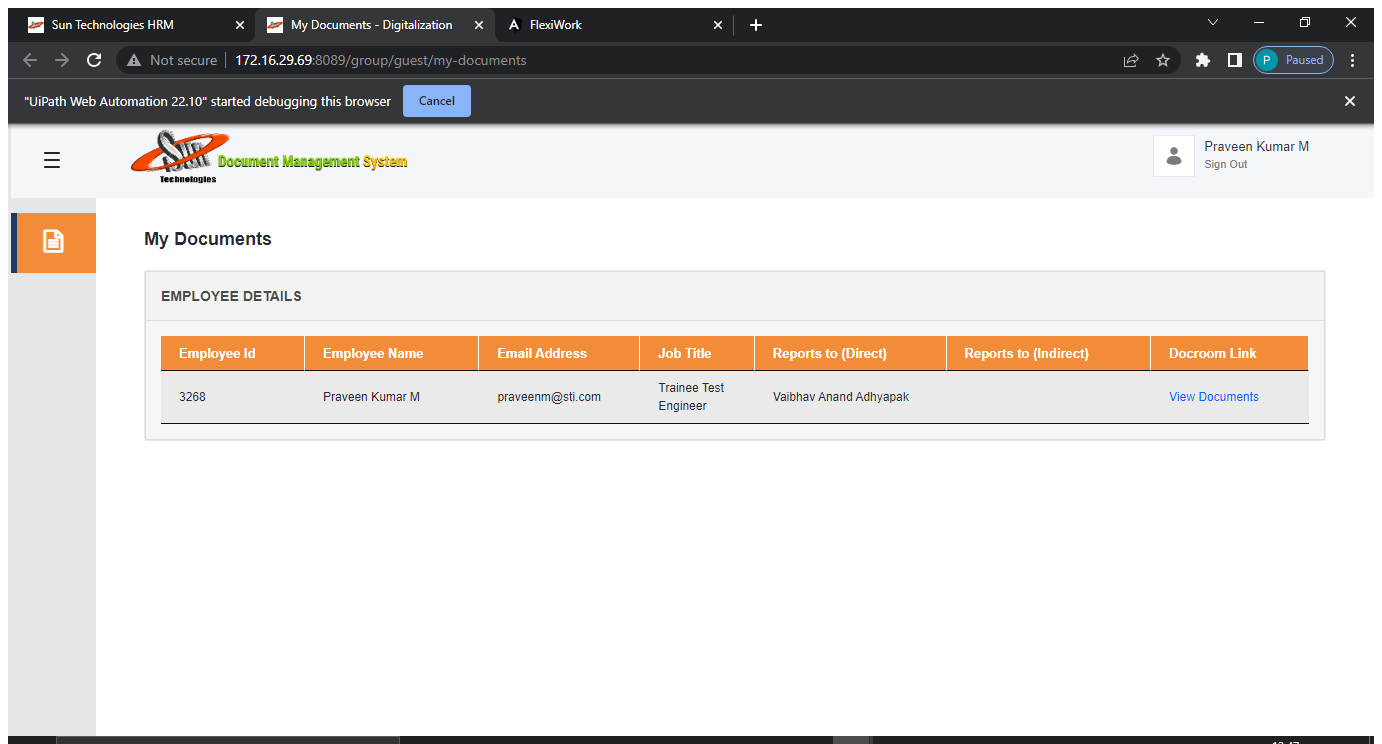 Sun Technologies HRM
My Documents - Digitalization
FlexiWork
Not secure
172.16.29.69:8089/group/guest/my-documents
P
Paused
"UiPath Web Automation 22.10" started debugging this browser
Cancel
Sun
Technologies
Document Management System
Praveen Kumar M
Sign Out
My Documents
EMPLOYEE DETAILS
Employee Id Employee Name Email Address Job Title Reports to (Direct) Reports to (Indirect) Docroom Link
3268 Praveen Kumar M praveenm@sti.com Trainee Test Engineer Vaibhav Anand Adhyapak View Documents